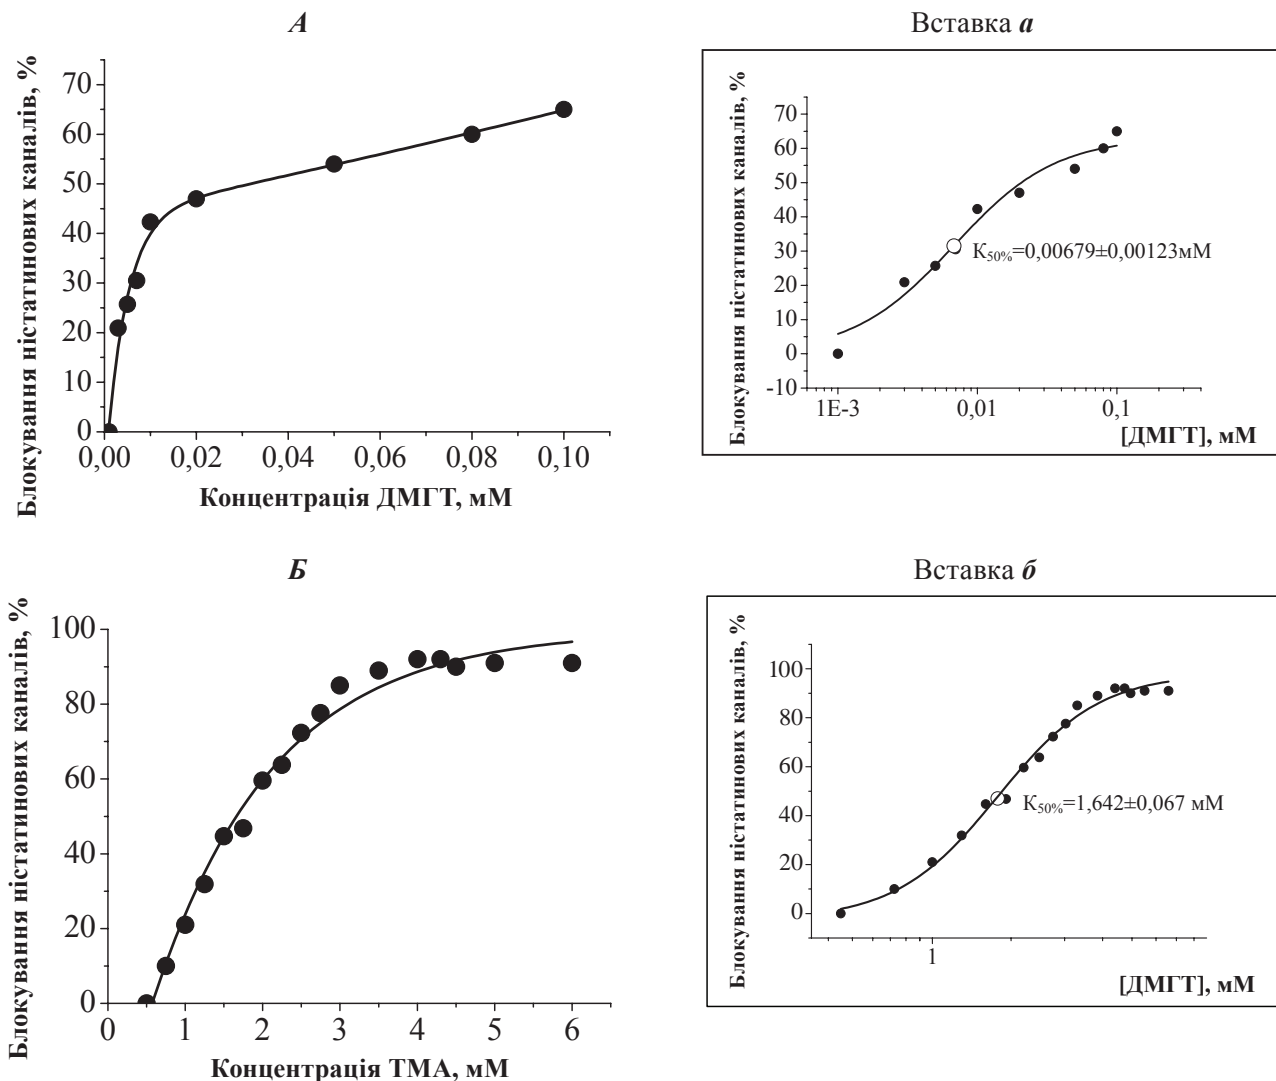 А
Блокування ністатинових каналів, %
70
60
50
40
30
20
10
0
0,00 0,02 0,04 0,06 0,08 0,10
Концентрація ДМГТ, мМ
Вставка а
Блокування ністатинових каналів, %
70
60
50
40
30
20
10
0
-10
K50%=0,00679±0,00123мМ
1E-3 0,01 0,1
[ДМГТ], мМ
Б
Блокування ністатинових каналів, %
100
80
60
40
20
0
0 1 2 3 4 5 6
Концентрація ТМА, мМ
Вставка б
Блокування ністатинових каналів, %
100
80
60
40
20
0
K50%=1,642±0,067 мМ
1
[ДМГТ], мМ